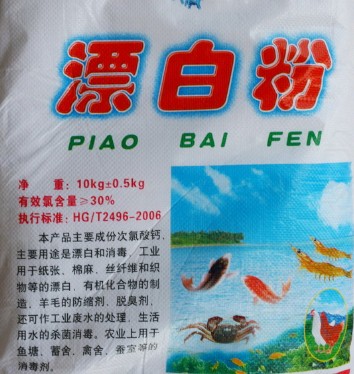 漂白粉
PIAO BAI FEN
净 重：10kg±0.5kg
有效氯含量≥30%
执行标准：HG/T2496-2006
本产品主要成份次氯酸钙，
主要用途是漂白和消毒。工业
用于纸张、棉麻、丝纤维和织
物等的漂白、有机化合物的制
造、羊毛的防缩剂、脱臭剂，
还可作工业废水的处理，生活
用水的杀菌消毒。农业上用于
鱼塘、蓄舍、禽舍、蚕室等的
消毒剂。